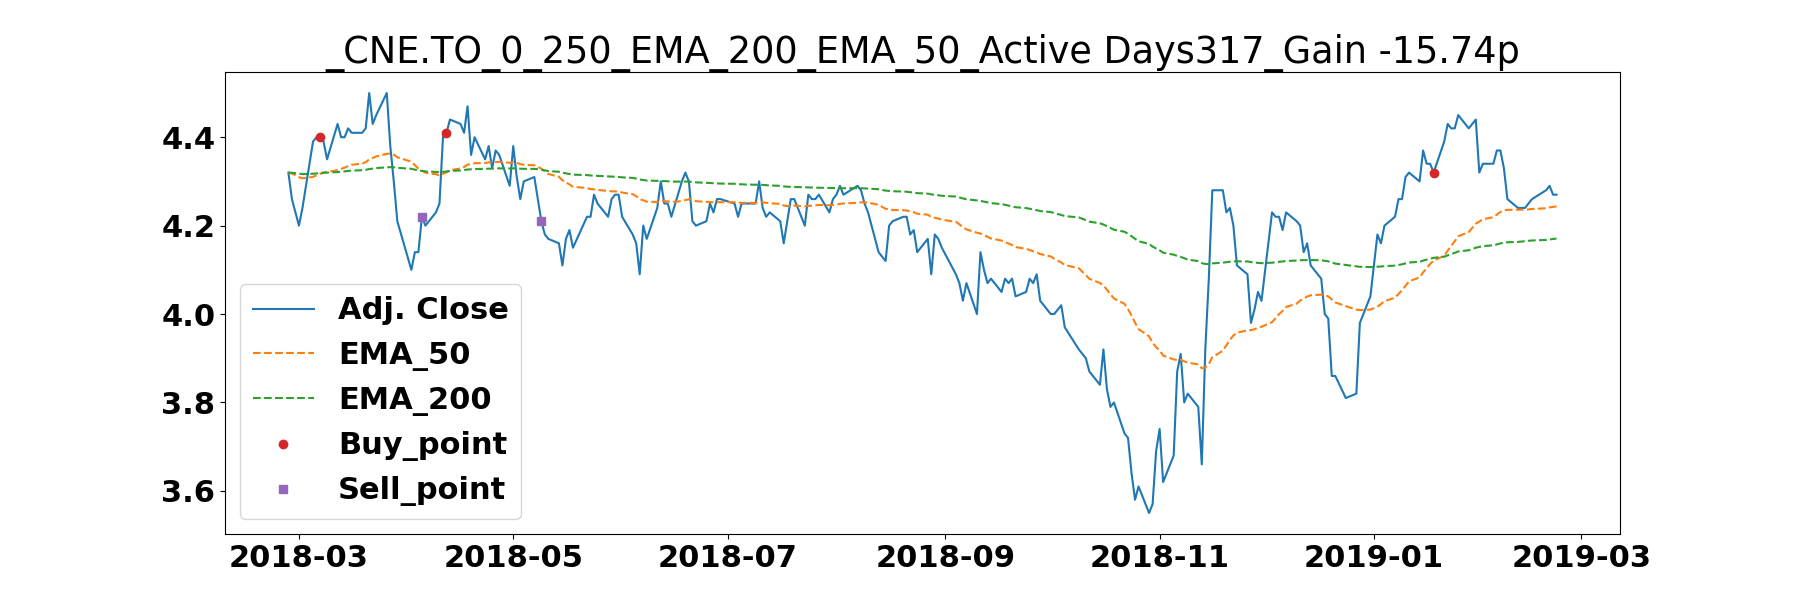 _CNE.TO_0_250_EMA_200_EMA_50_Active Days317_Gain -15.74p
4.4
4.2
4.0
3.8
3.6
Adj. Close
EMA_50
EMA_200
Buy_point
Sell_point
2018-03 2018-05 2018-07 2018-09 2018-11 2019-01 2019-03